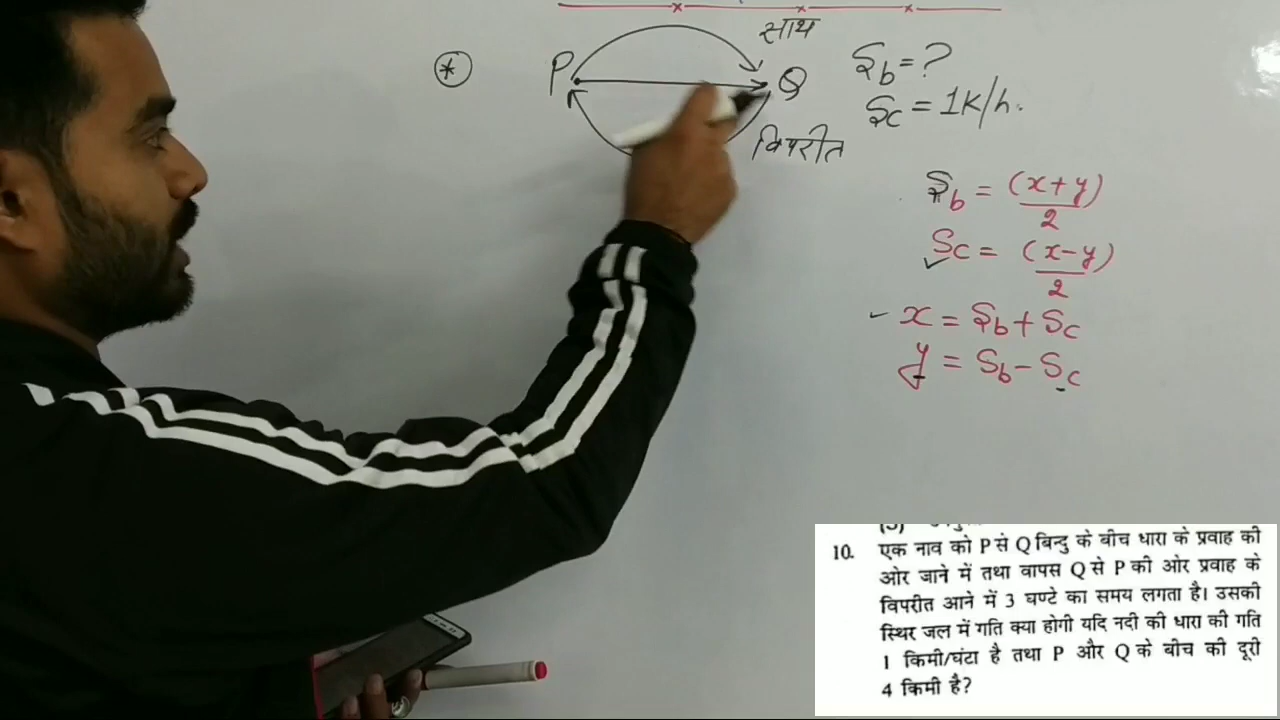 *
P
Q
साथ
विपरीत
Sb = ?
Sc = 1K/h.
Sb = (x+y)/2
Sc = (x-y)/2
x = Sb + Sc
y = Sb - Sc
10. एक नाव को P से Q बिन्दु के बीच धारा के प्रवाह की
ओर जाने में तथा वापस Q से P की ओर प्रवाह के
विपरीत आने में 3 घण्टे का समय लगता है। उसकी
स्थिर जल में गति क्या होगी यदि नदी की धारा की गति
1 किमी/घंटा है तथा P और Q के बीच की दूरी
4 किमी है?